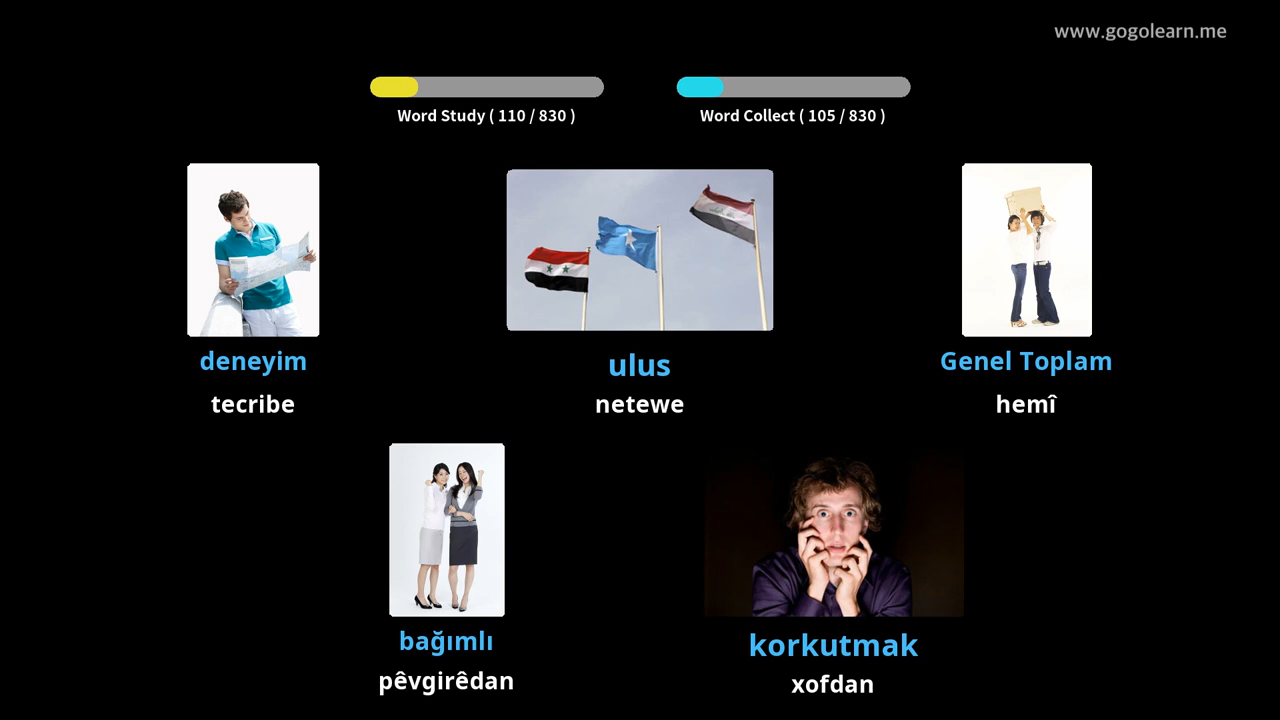 www.gogolearn.me
Word Study ( 110 / 830 )
Word Collect ( 105 / 830 )
deneyim
tecribe
ulus
netewe
Genel Toplam
hemî
bağımlı
pêvgirêdan
korkutmak
xofdan